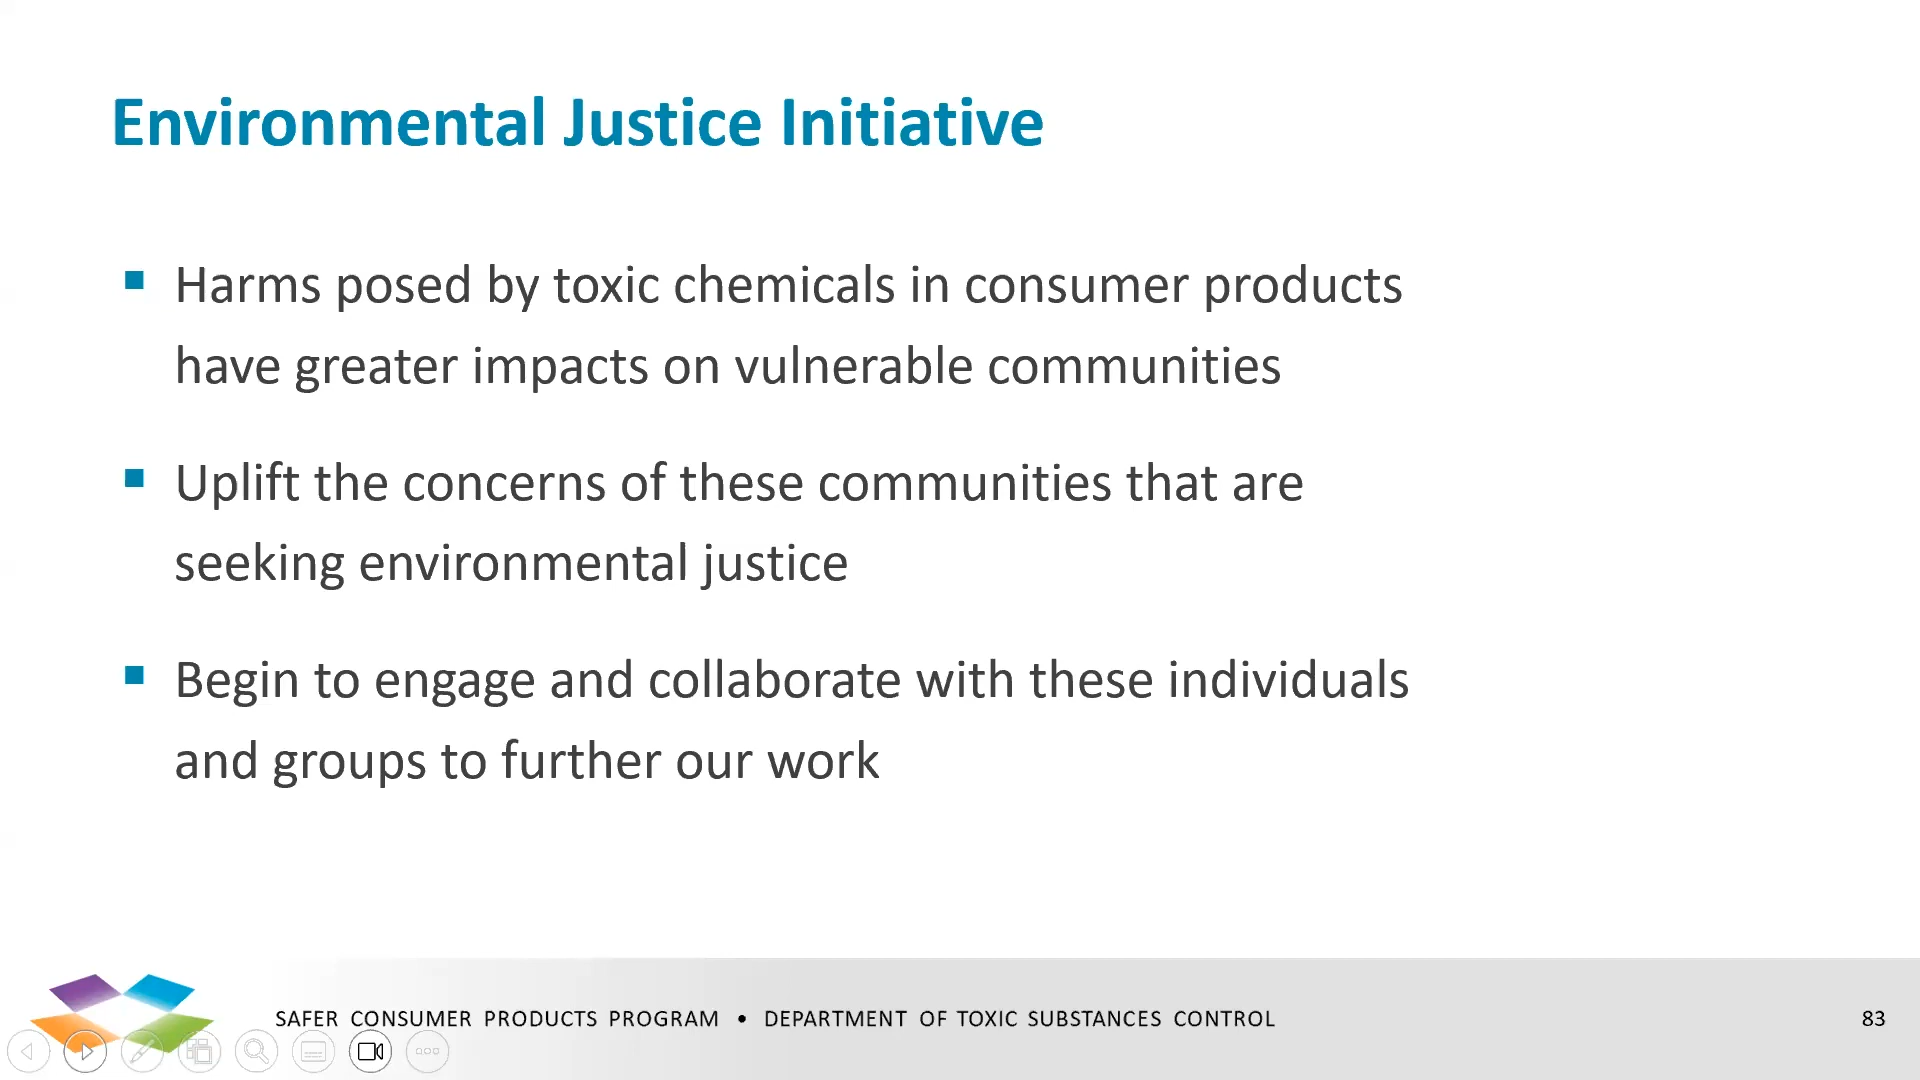 Environmental Justice Initiative
Harms posed by toxic chemicals in consumer products
have greater impacts on vulnerable communities
Uplift the concerns of these communities that are
seeking environmental justice
Begin to engage and collaborate with these individuals
and groups to further our work
SAFER CONSUMER PRODUCTS PROGRAM • DEPARTMENT OF TOXIC SUBSTANCES CONTROL
83